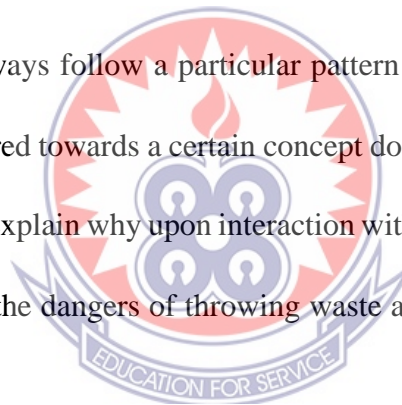 ways follow a particular pattern
red towards a certain concept do
explain why upon interaction wit
the dangers of throwing waste a
EDUCATION FOR SERVICE